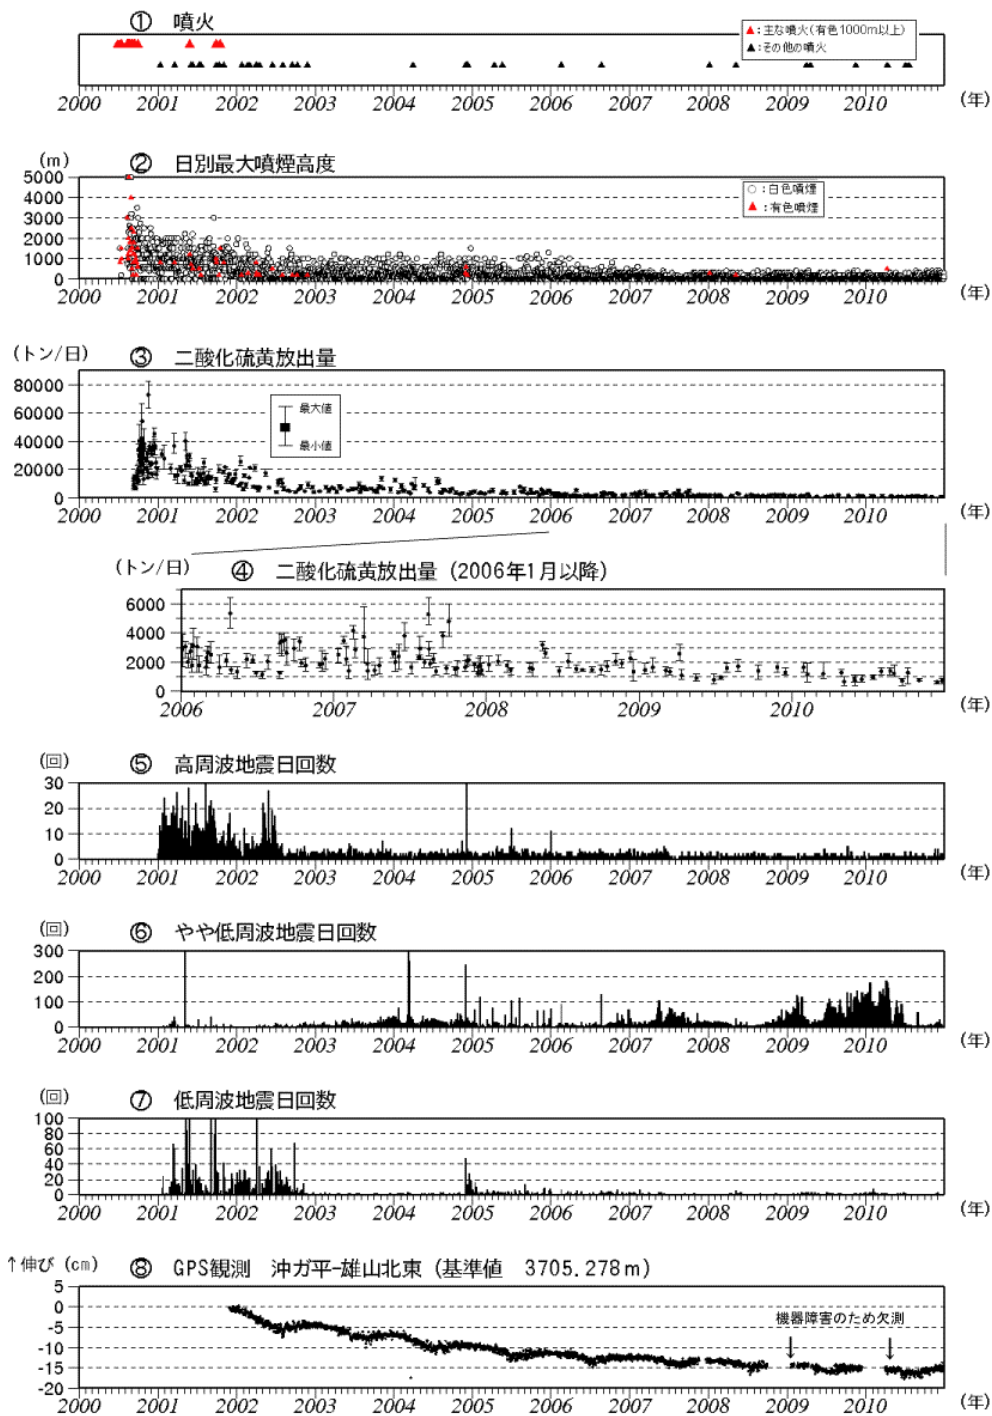 ① 噴火
▲：主な噴火(有色1000m以上)
▲：その他の噴火
2000 2001 2002 2003 2004 2005 2006 2007 2008 2009 2010 (年)
(m) ② 日別最大噴煙高度
○：白色噴煙
▲：有色噴煙
5000
4000
3000
2000
1000
0
2000 2001 2002 2003 2004 2005 2006 2007 2008 2009 2010 (年)
(トン/日) ③ 二酸化硫黄放出量
最大値
最小値
80000
60000
40000
20000
0
2000 2001 2002 2003 2004 2005 2006 2007 2008 2009 2010 (年)
(トン/日) ④ 二酸化硫黄放出量 (2006年1月以降)
6000
4000
2000
0
2006 2007 2008 2009 2010 (年)
(回) ⑤ 高周波地震日回数
30
20
10
0
2000 2001 2002 2003 2004 2005 2006 2007 2008 2009 2010 (年)
(回) ⑥ やや低周波地震日回数
300
200
100
0
2000 2001 2002 2003 2004 2005 2006 2007 2008 2009 2010 (年)
(回) ⑦ 低周波地震日回数
100
80
60
40
20
0
2000 2001 2002 2003 2004 2005 2006 2007 2008 2009 2010 (年)
↑伸び (cm) ⑧ GPS観測 沖ガ平-雄山北東 (基準値 3705.278m)
5
0
-5
-10
-15
-20
機器障害のため欠測
2000 2001 2002 2003 2004 2005 2006 2007 2008 2009 2010 (年)